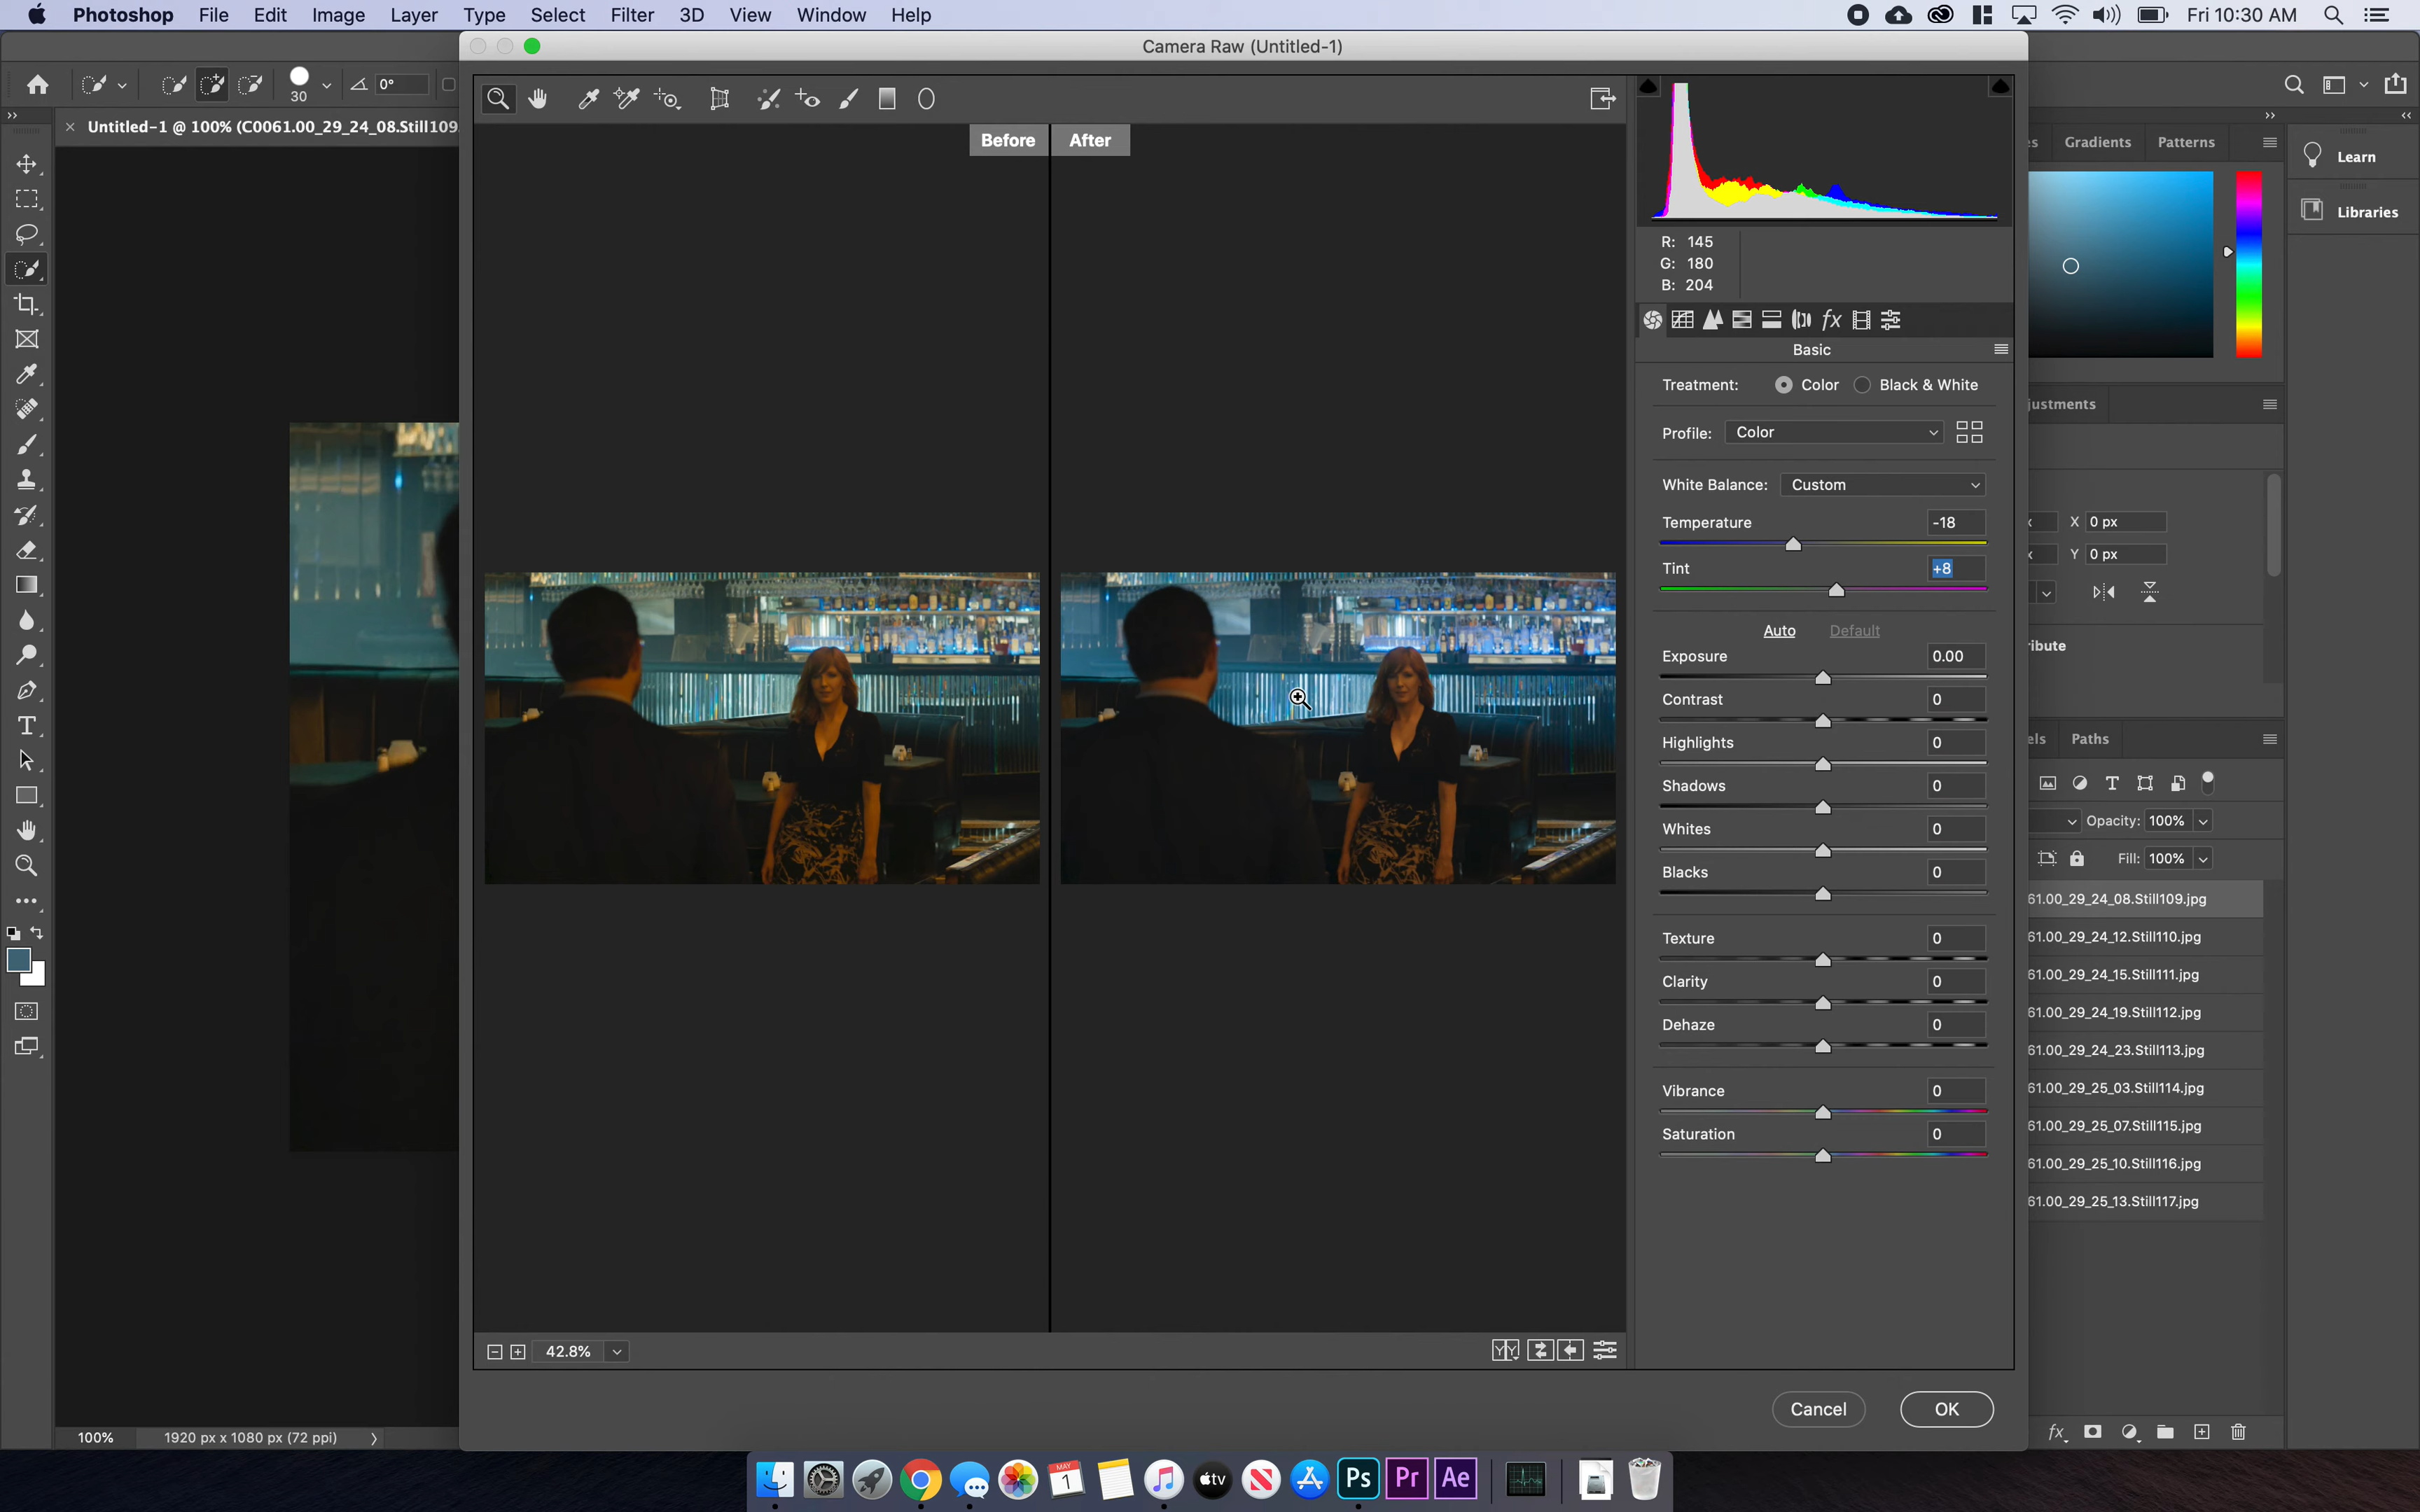 Photoshop File Edit Image Layer Type Select Filter 3D View Window Help Fri 10:30 AM
Camera Raw (Untitled-1)
30 0°
Untitled-1 @ 100% (C0061.00_29_24_08.Still109.
Before After
R: 145
G: 180
B: 204
Gradients Patterns
Learn
Libraries
Basic
Treatment: Color Black & White
justments
Profile: Color
White Balance: Custom
Temperature -18
X 0 px
Y 0 px
Tint +8
Auto Default
ribute
Exposure 0.00
Contrast 0
Highlights 0
els Paths
Shadows 0
Whites 0
Opacity: 100%
Fill: 100%
Blacks 0
61.00_29_24_08.Still109.jpg
Texture 0
61.00_29_24_12.Still110.jpg
Clarity 0
61.00_29_24_15.Still111.jpg
Dehaze 0
61.00_29_24_19.Still112.jpg
61.00_29_24_23.Still113.jpg
Vibrance 0
61.00_29_25_03.Still114.jpg
Saturation 0
61.00_29_25_07.Still115.jpg
61.00_29_25_10.Still116.jpg
61.00_29_25_13.Still117.jpg
42.8%
Cancel OK
100% 1920 px x 1080 px (72 ppi)
fx
MAY
1
tv
Ps Pr Ae